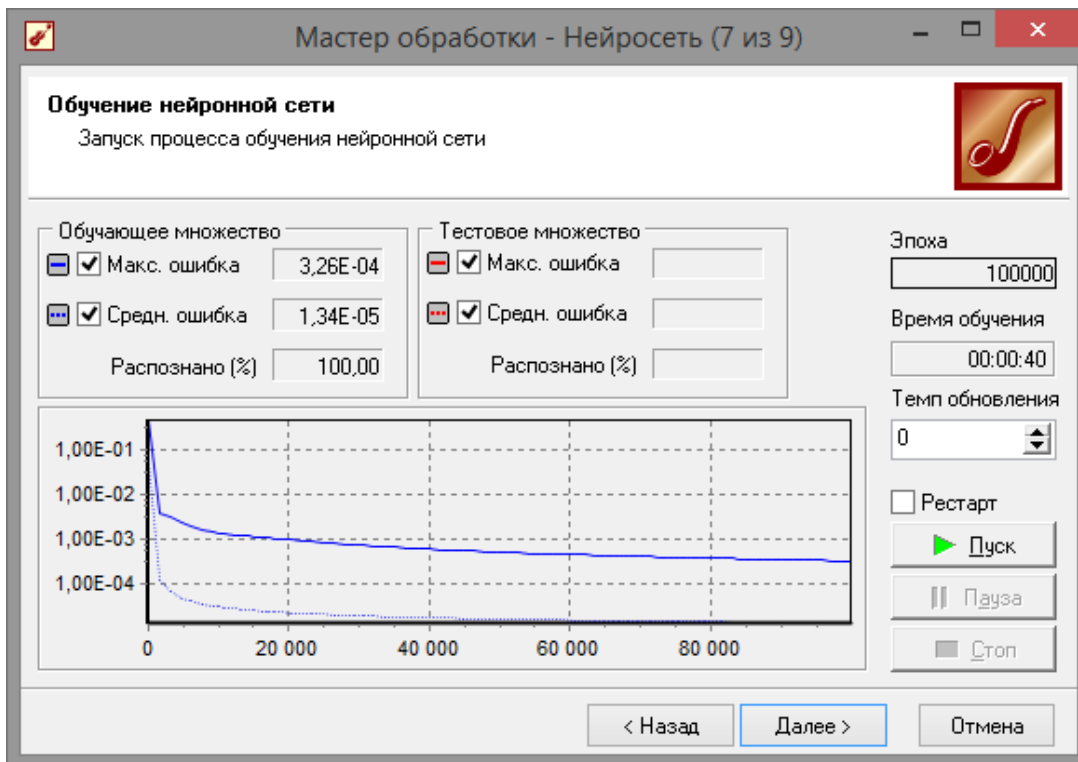 Мастер обработки - Нейросеть (7 из 9)
Обучение нейронной сети
Запуск процесса обучения нейронной сети
Обучающее множество
Макс. ошибка 3,26E-04
Средн. ошибка 1,34E-05
Распознано (%) 100,00
Тестовое множество
Макс. ошибка
Средн. ошибка
Распознано (%)
Эпоха
100000
Время обучения
00:00:40
Темп обновления
0
Рестарт
Пуск
Пауза
Стоп
1,00E-01
1,00E-02
1,00E-03
1,00E-04
0 20 000 40 000 60 000 80 000
< Назад Далее > Отмена